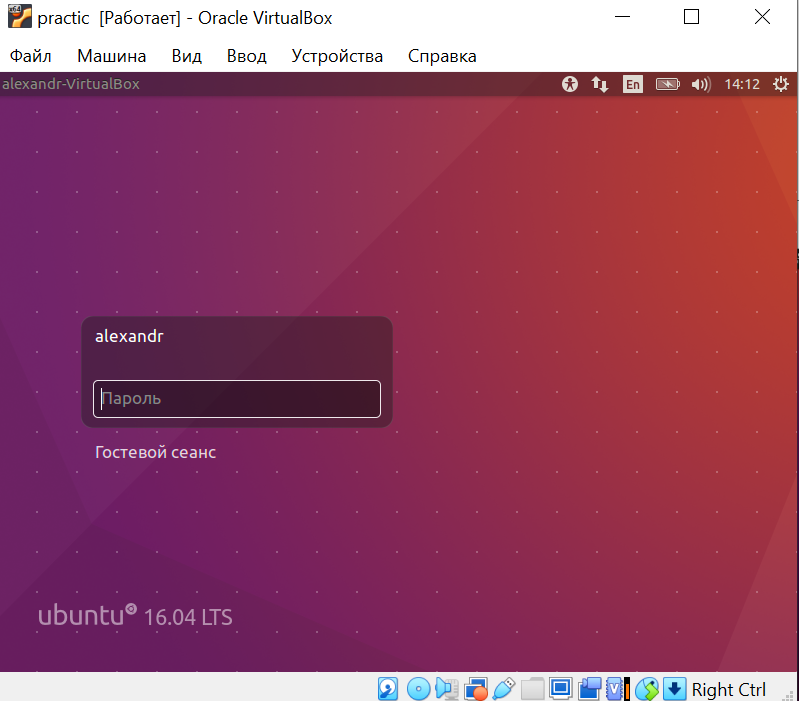 practic [Работает] - Oracle VirtualBox
Файл Машина Вид Ввод Устройства Справка
alexandr-VirtualBox En 14:12
alexandr
Пароль
Гостевой сеанс
ubuntu 16.04 LTS
Right Ctrl